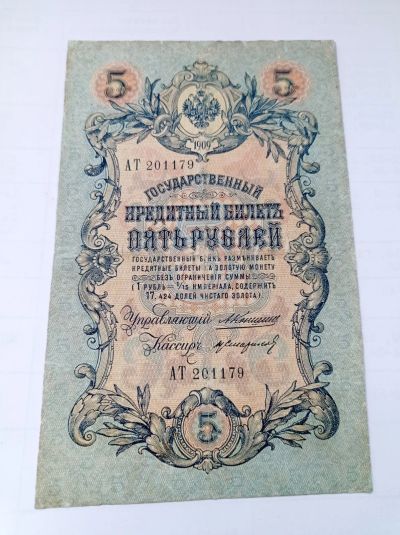 5 5
1909
АТ 201179
ГОСУДАРСТВЕННЫЙ
КРЕДИТНЫЙ БИЛЕТЪ
ПЯТЬ РУБЛЕЙ
ГОСУДАРСТВЕННЫЙ БАНКЪ РАЗМѢНИВАЕТЪ
КРЕДИТНЫЕ БИЛЕТЫ НА ЗОЛОТУЮ МОНЕТУ
БЕЗЪ ОГРАНИЧЕНІЯ СУММЫ
(1 РУБЛЬ = 1/15 ИМПЕРІАЛА, СОДЕРЖИТЪ
17,424 ДОЛЕЙ ЧИСТАГО ЗОЛОТА).
Управляющій
Кассиръ
АТ 201179
5